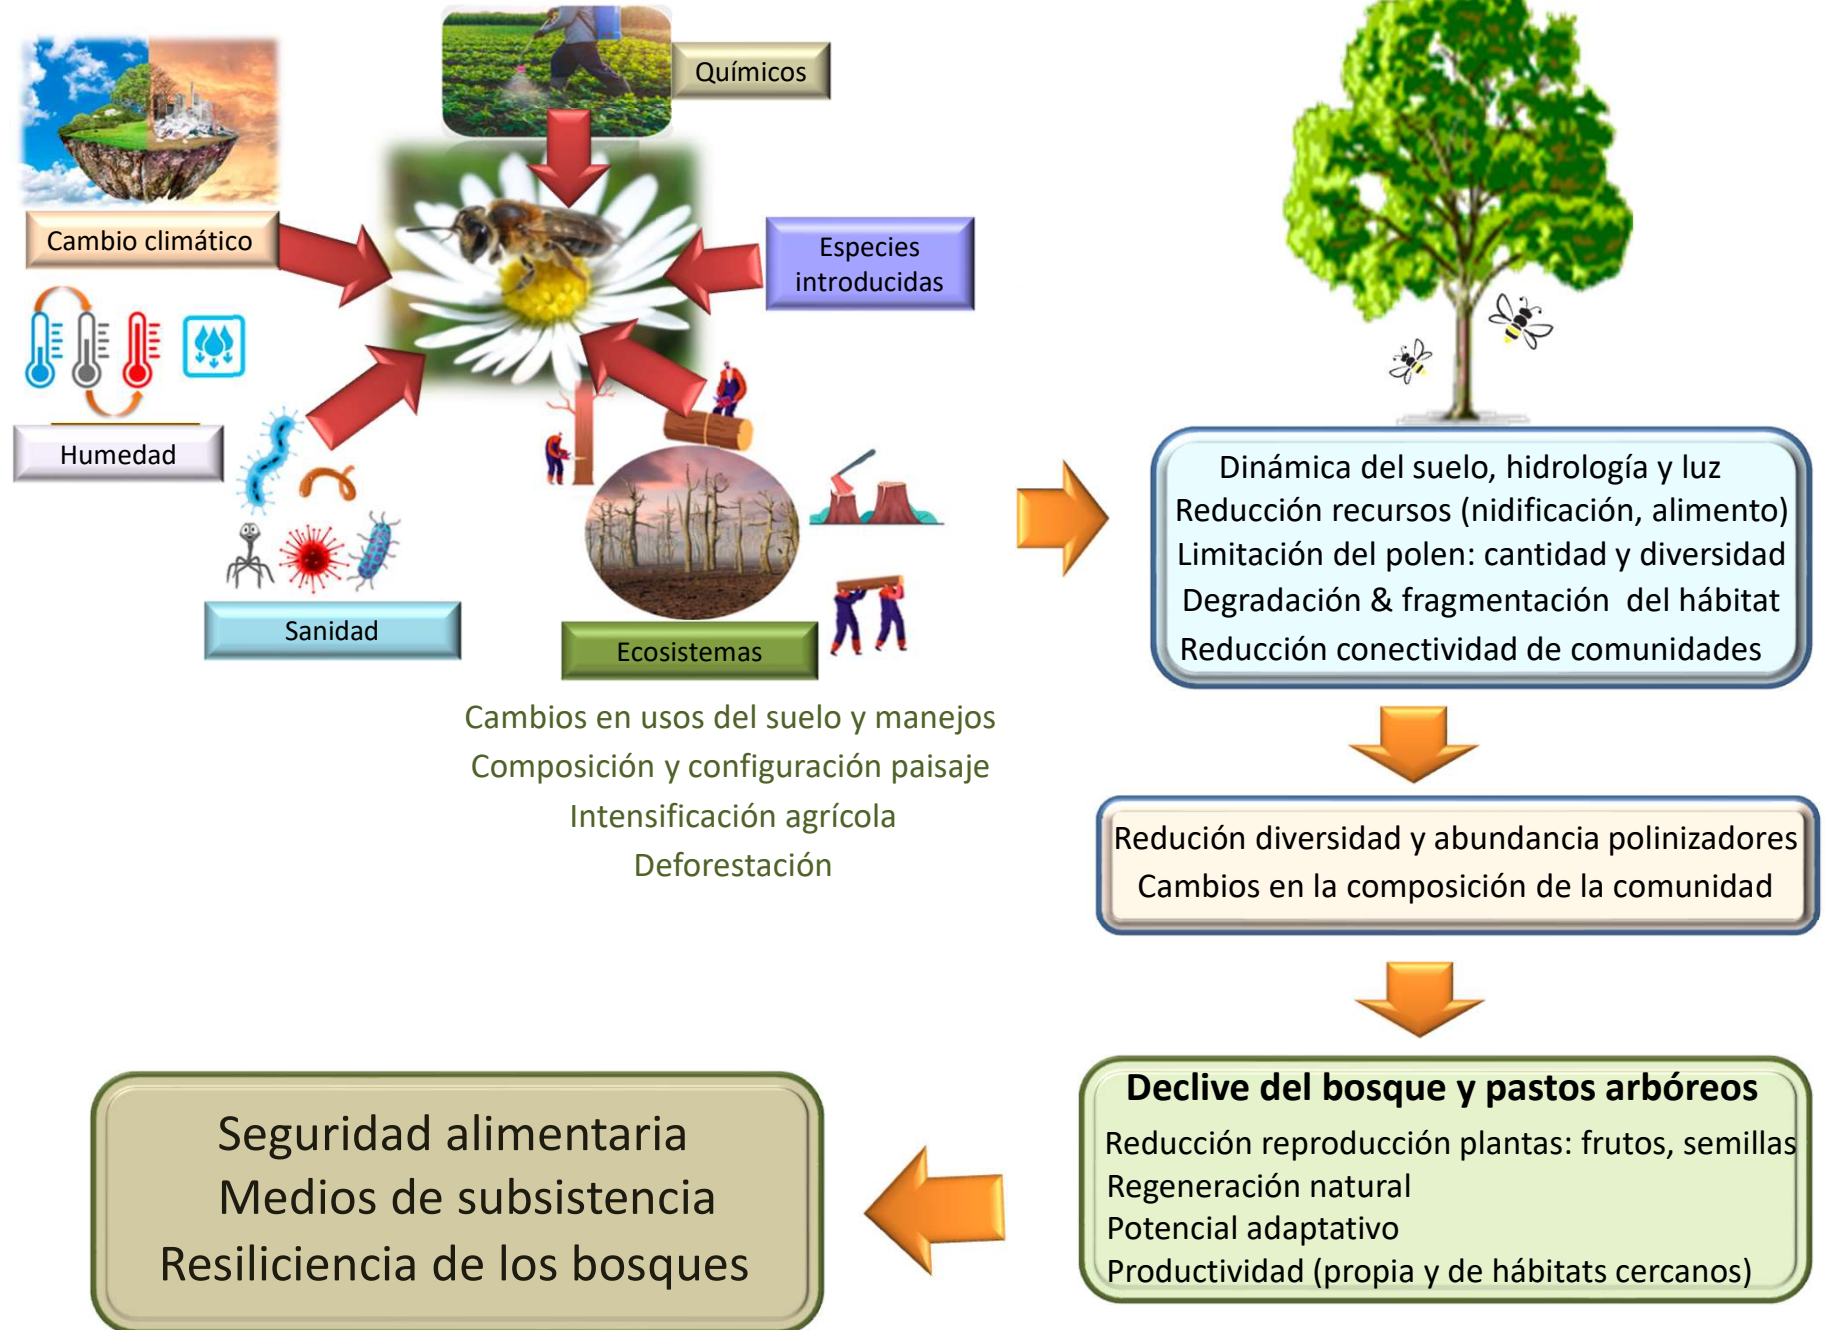 Químicos
Cambio climático
Especies
introducidas
Humedad
Sanidad
Ecosistemas
Cambios en usos del suelo y manejos
Composición y configuración paisaje
Intensificación agrícola
Deforestación
Dinámica del suelo, hidrología y luz
Reducción recursos (nidificación, alimento)
Limitación del polen: cantidad y diversidad
Degradación & fragmentación del hábitat
Reducción conectividad de comunidades
Redución diversidad y abundancia polinizadores
Cambios en la composición de la comunidad
Declive del bosque y pastos arbóreos
Reducción reproducción plantas: frutos, semillas
Regeneración natural
Potencial adaptativo
Productividad (propia y de hábitats cercanos)
Seguridad alimentaria
Medios de subsistencia
Resiliciencia de los bosques